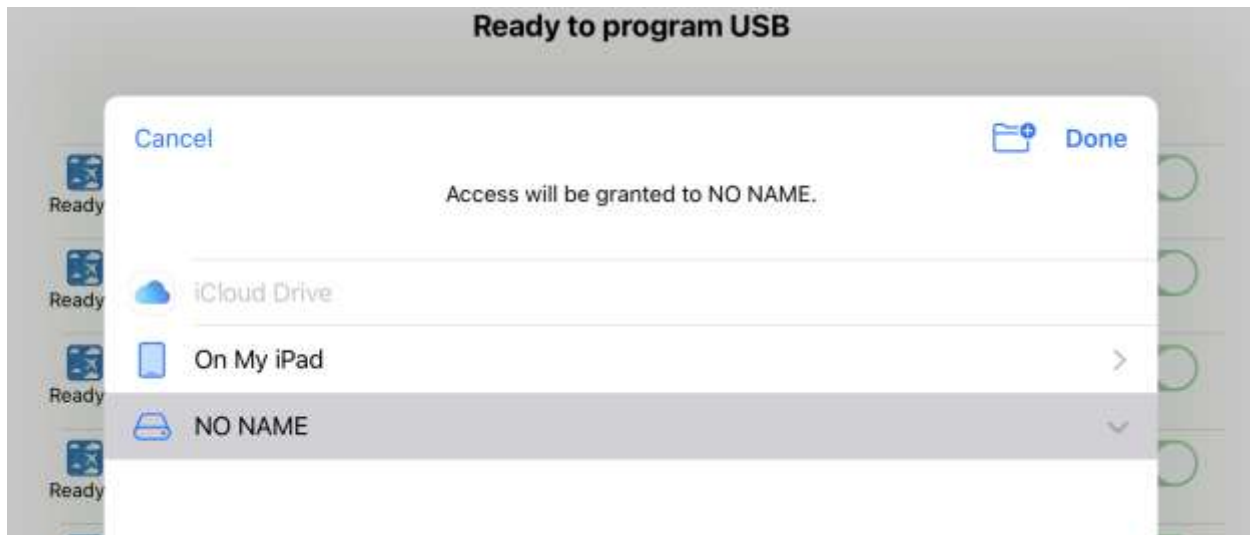 Ready to program USB
Cancel
Done
Access will be granted to NO NAME.
Ready
iCloud Drive
Ready
On My iPad
Ready
NO NAME
Ready